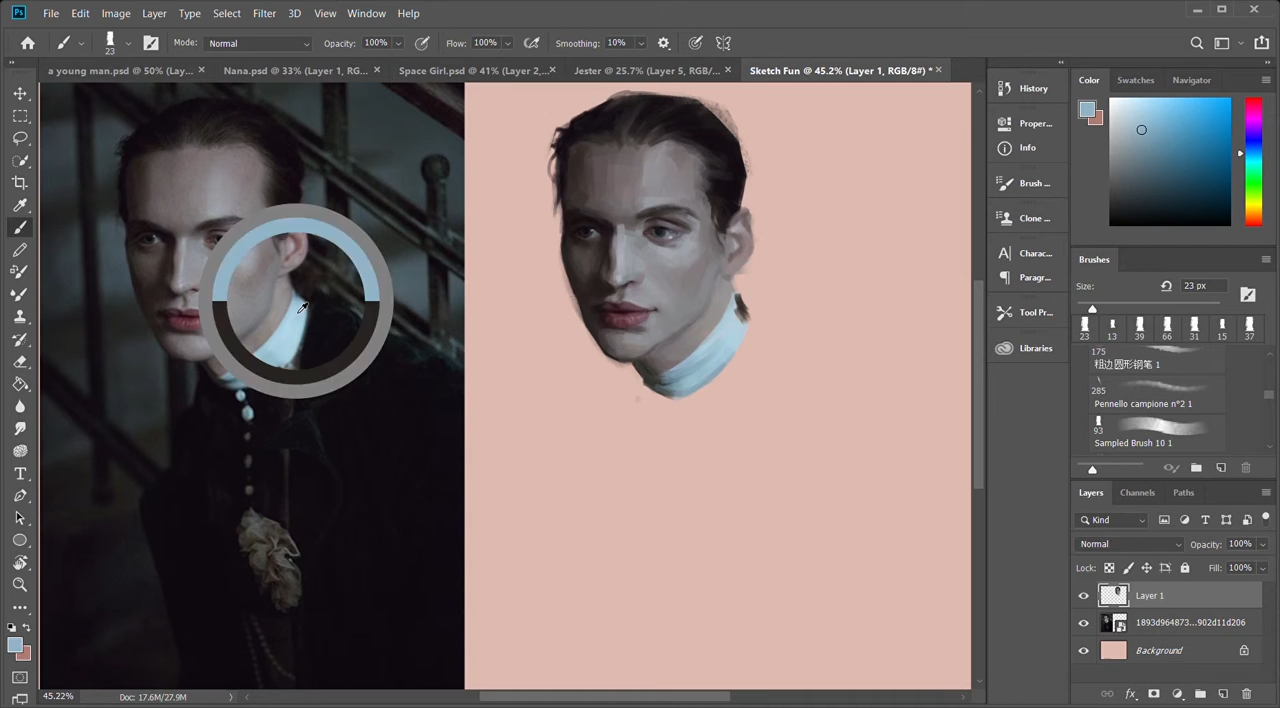 Ps File Edit Image Layer Type Select Filter 3D View Window Help
23 Mode: Normal Opacity: 100% Flow: 100% Smoothing: 10%
a young man.psd @ 50% (Lay... × Nana.psd @ 33% (Layer 1, RG... × Space Girl.psd @ 41% (Layer 2,... × Jester @ 25.7% (Layer 5, RGB/... × Sketch Fun @ 45.2% (Layer 1, RGB/8#) * ×
History
Proper...
Info
Brush ...
Clone ...
Charac...
Paragr...
Tool Pr...
Libraries
Color Swatches Navigator
Brushes
Size: 23 px
23 13 39 66 31 15 37
175
粗边圆形钢笔 1
285
Pennello campione n°2 1
93
Sampled Brush 10 1
Layers Channels Paths
Kind
Normal Opacity: 100%
Lock: Fill: 100%
Layer 1
1893d964873...902d11d206
Background
45.22% Doc: 17.6M/27.9M